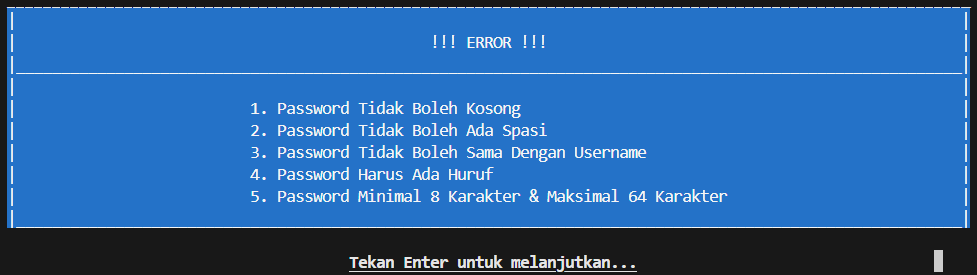 !!! ERROR !!!
1. Password Tidak Boleh Kosong
2. Password Tidak Boleh Ada Spasi
3. Password Tidak Boleh Sama Dengan Username
4. Password Harus Ada Huruf
5. Password Minimal 8 Karakter & Maksimal 64 Karakter
Tekan Enter untuk melanjutkan...